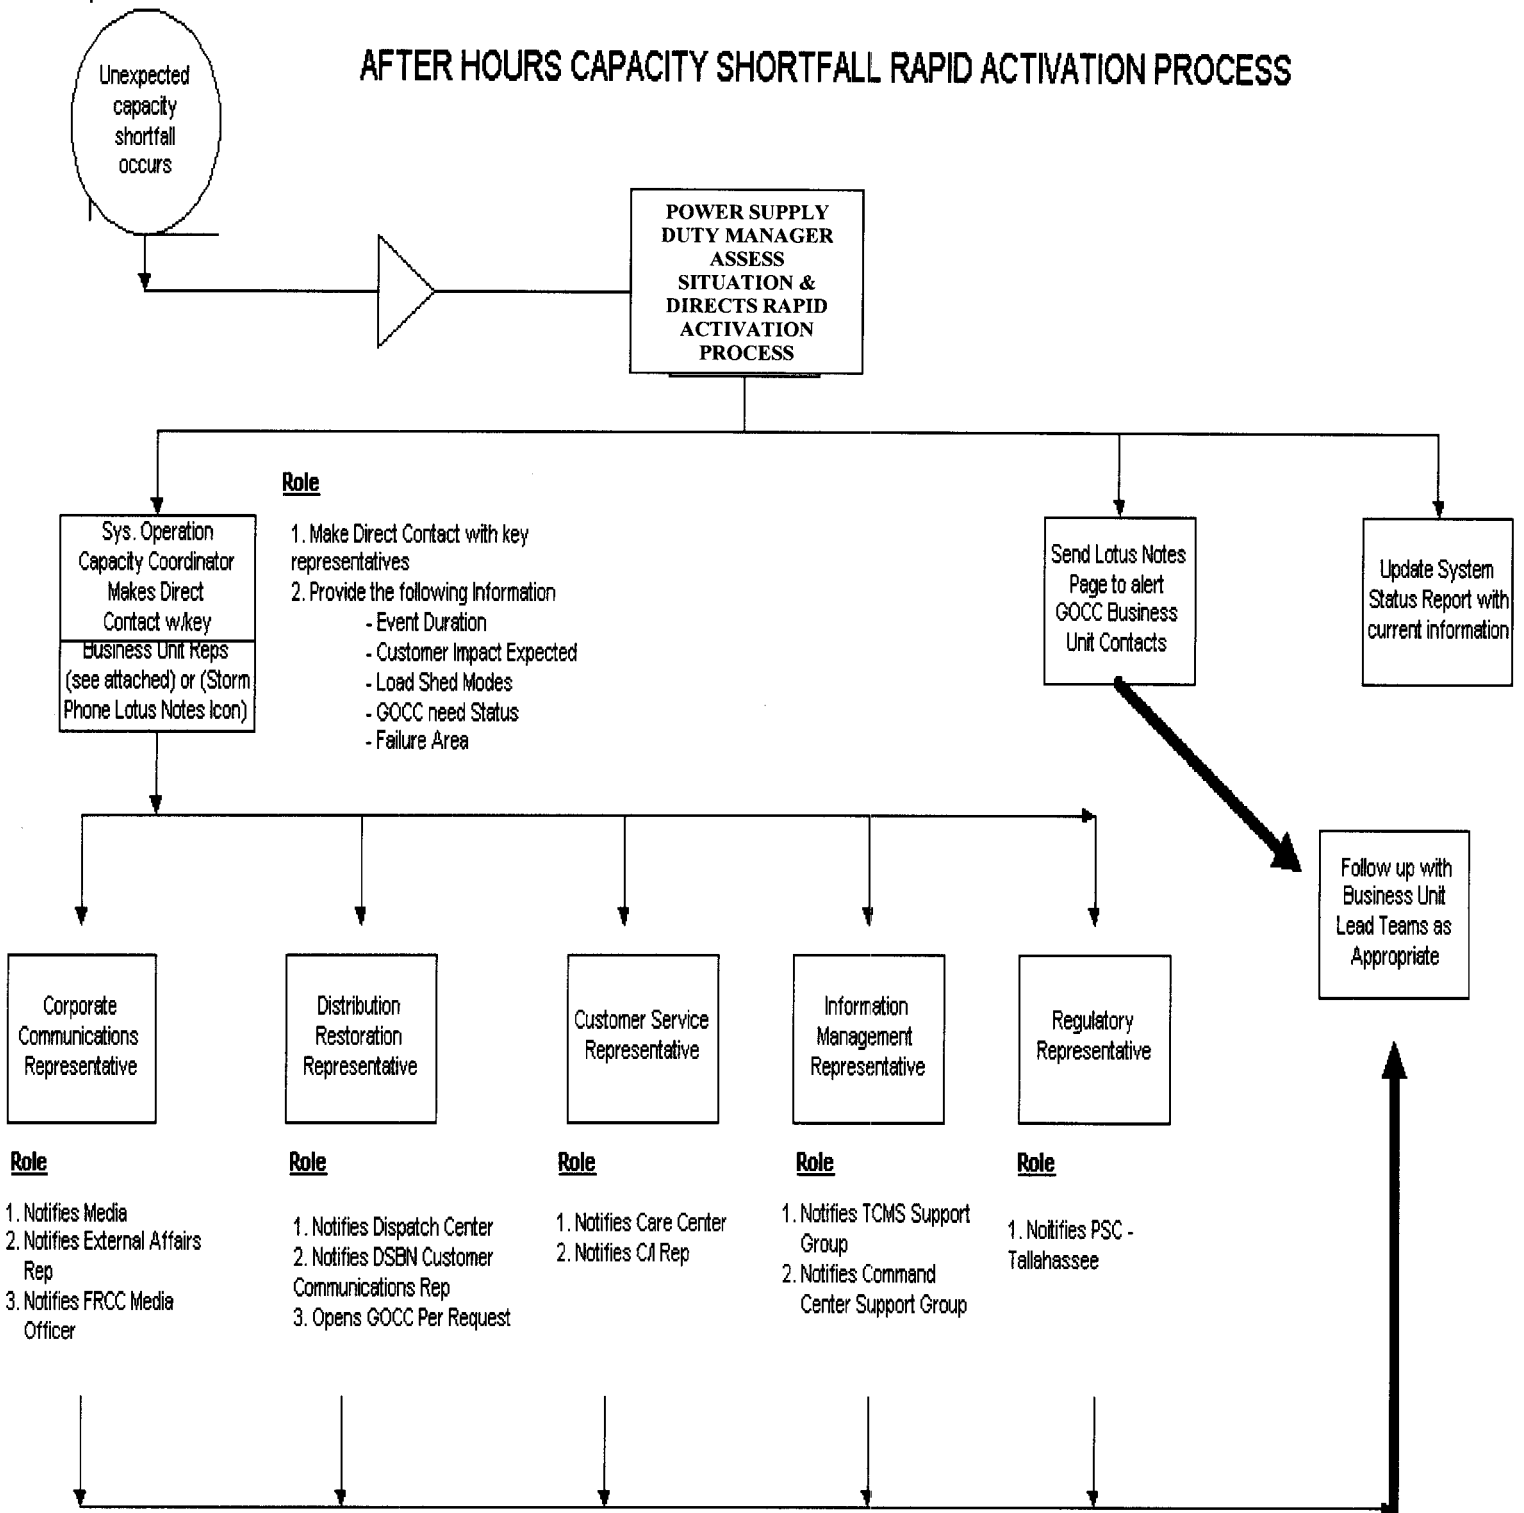 AFTER HOURS CAPACITY SHORTFALL RAPID ACTIVATION PROCESS
Unexpected
capacity
shortfall
occurs
POWER SUPPLY
DUTY MANAGER
ASSESS
SITUATION &
DIRECTS RAPID
ACTIVATION
PROCESS
Sys. Operation
Capacity Coordinator
Makes Direct
Contact w/key
Business Unit Reps
(see attached) or (Storm
Phone Lotus Notes Icon)
Role
1. Make Direct Contact with key
representatives
2. Provide the following Information
- Event Duration
- Customer Impact Expected
- Load Shed Modes
- GOCC need Status
- Failure Area
Send Lotus Notes
Page to alert
GOCC Business
Unit Contacts
Update System
Status Report with
current information
Follow up with
Business Unit
Lead Teams as
Appropriate
Corporate
Communications
Representative
Distribution
Restoration
Representative
Customer Service
Representative
Information
Management
Representative
Regulatory
Representative
Role
1. Notifies Media
2. Notifies External Affairs
Rep
3. Notifies FRCC Media
Officer
Role
1. Notifies Dispatch Center
2. Notifies DSBN Customer
Communications Rep
3. Opens GOCC Per Request
Role
1. Notifies Care Center
2. Notifies C/I Rep
Role
1. Notifies TCMS Support
Group
2. Notifies Command
Center Support Group
Role
1. Noitifies PSC -
Tallahassee